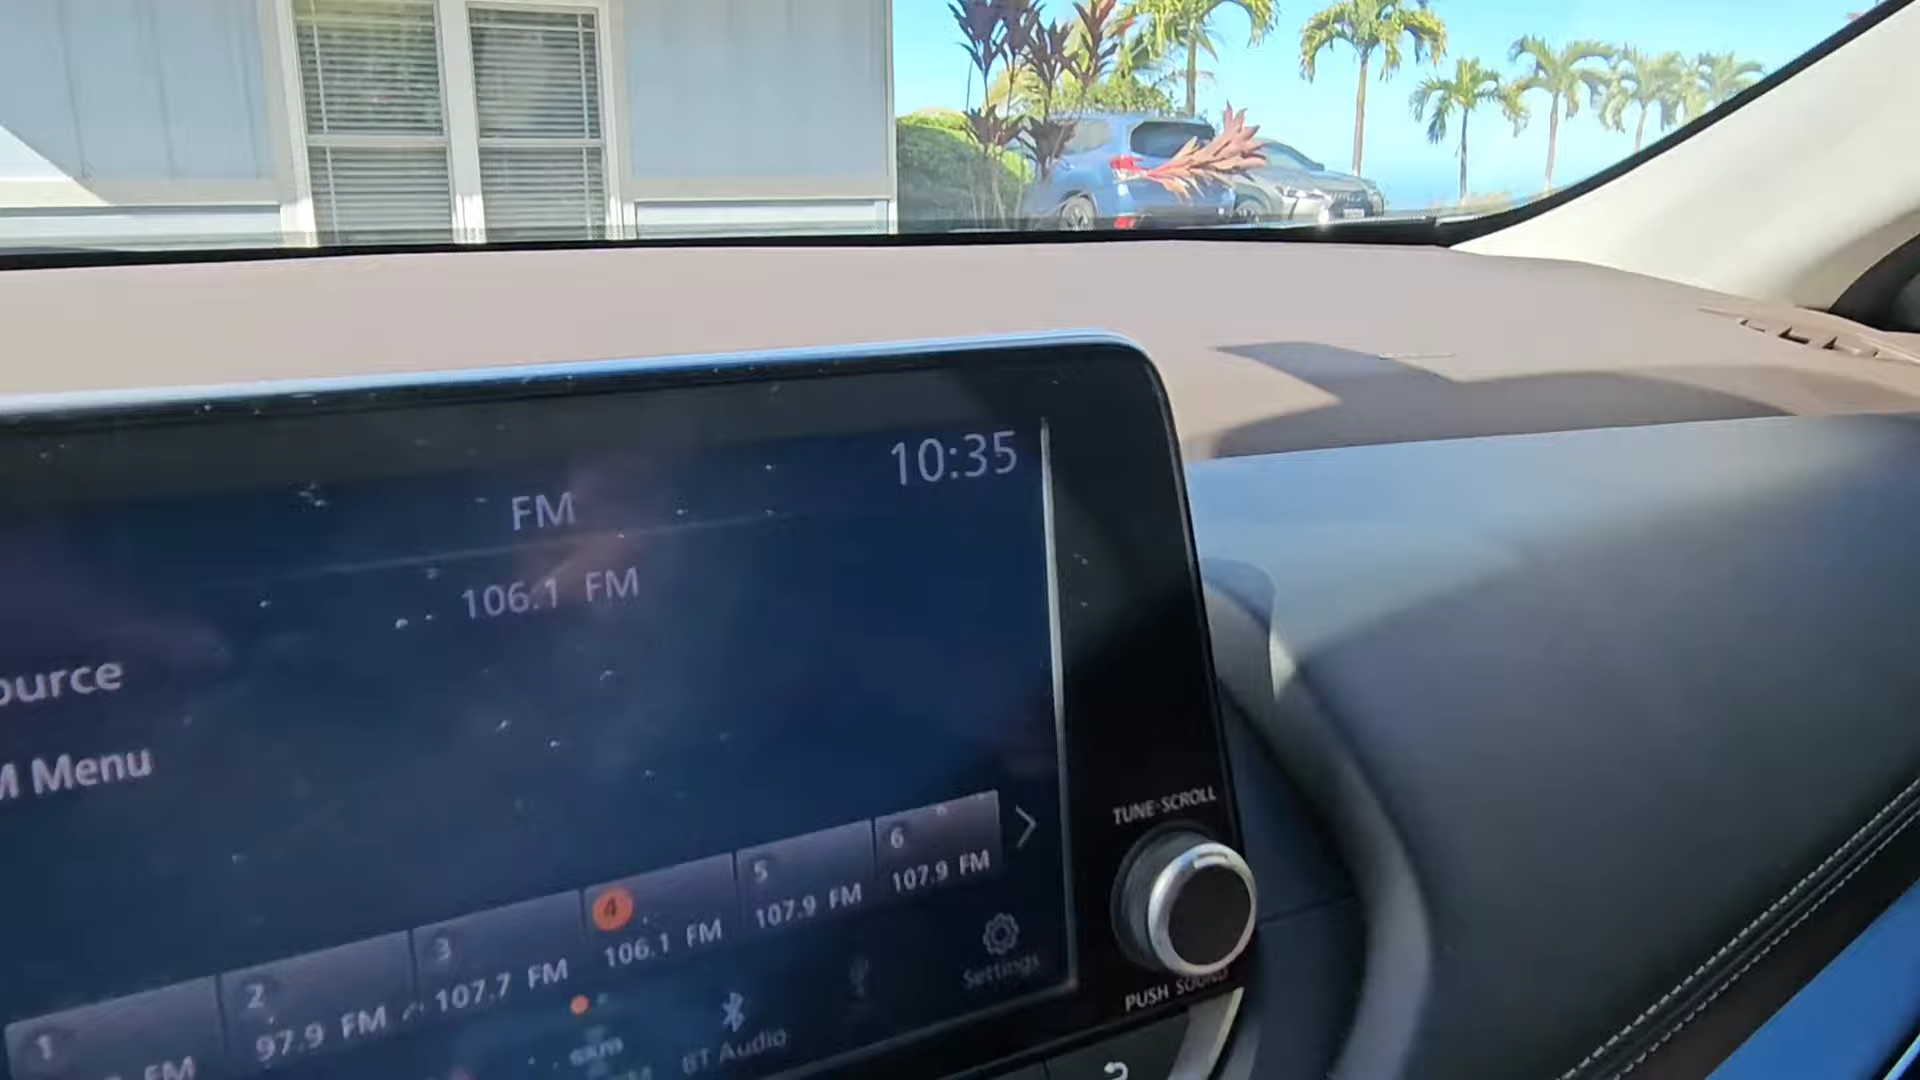 10:35
FM
106.1 FM
ource
M Menu
TUNE·SCROLL
1
2
3
4
5
6
FM
97.9 FM
107.7 FM
106.1 FM
107.9 FM
107.9 FM
Settings
BT Audio
PUSH SOUND